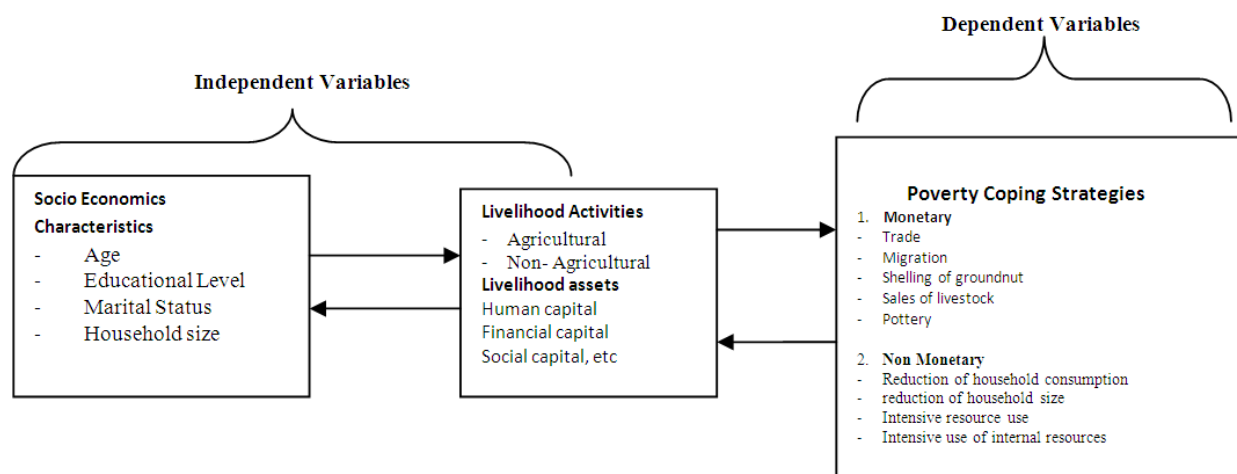 Dependent Variables
Independent Variables
Socio Economics
Characteristics
- Age
- Educational Level
- Marital Status
- Household size
Livelihood Activities
- Agricultural
- Non- Agricultural
Livelihood assets
Human capital
Financial capital
Social capital, etc
Poverty Coping Strategies
1. Monetary
- Trade
- Migration
- Shelling of groundnut
- Sales of livestock
- Pottery
2. Non Monetary
- Reduction of household consumption
- reduction of household size
- Intensive resource use
- Intensive use of internal resources